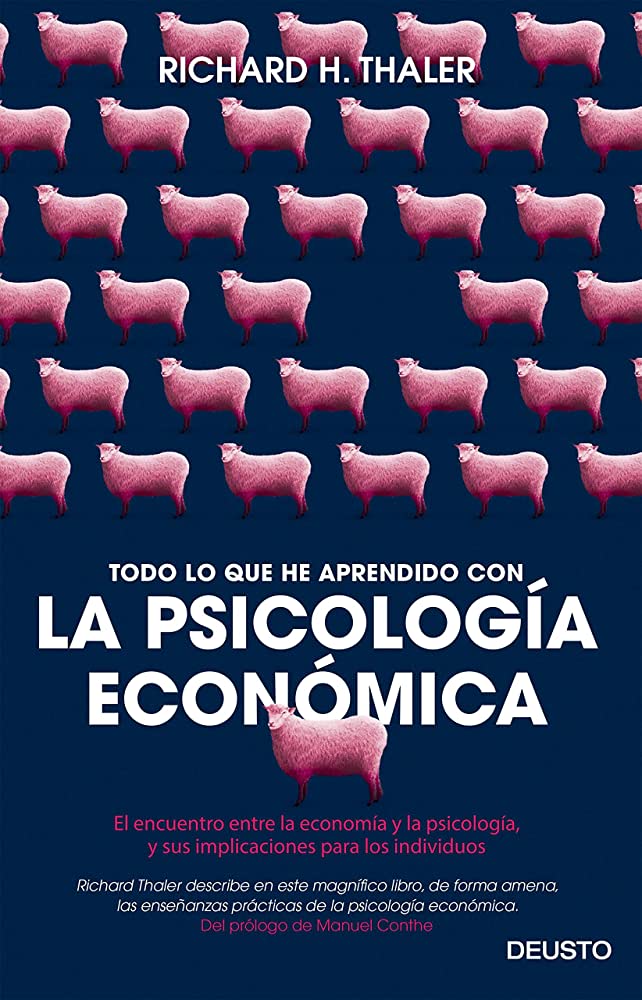 RICHARD H. THALER
TODO LO QUE HE APRENDIDO CON
LA PSICOLOGÍA
ECONÓMICA
El encuentro entre la economía y la psicología,
y sus implicaciones para los individuos
Richard Thaler describe en este magnífico libro, de forma amena,
las enseñanzas prácticas de la psicología económica.
Del prólogo de Manuel Conthe
DEUSTO